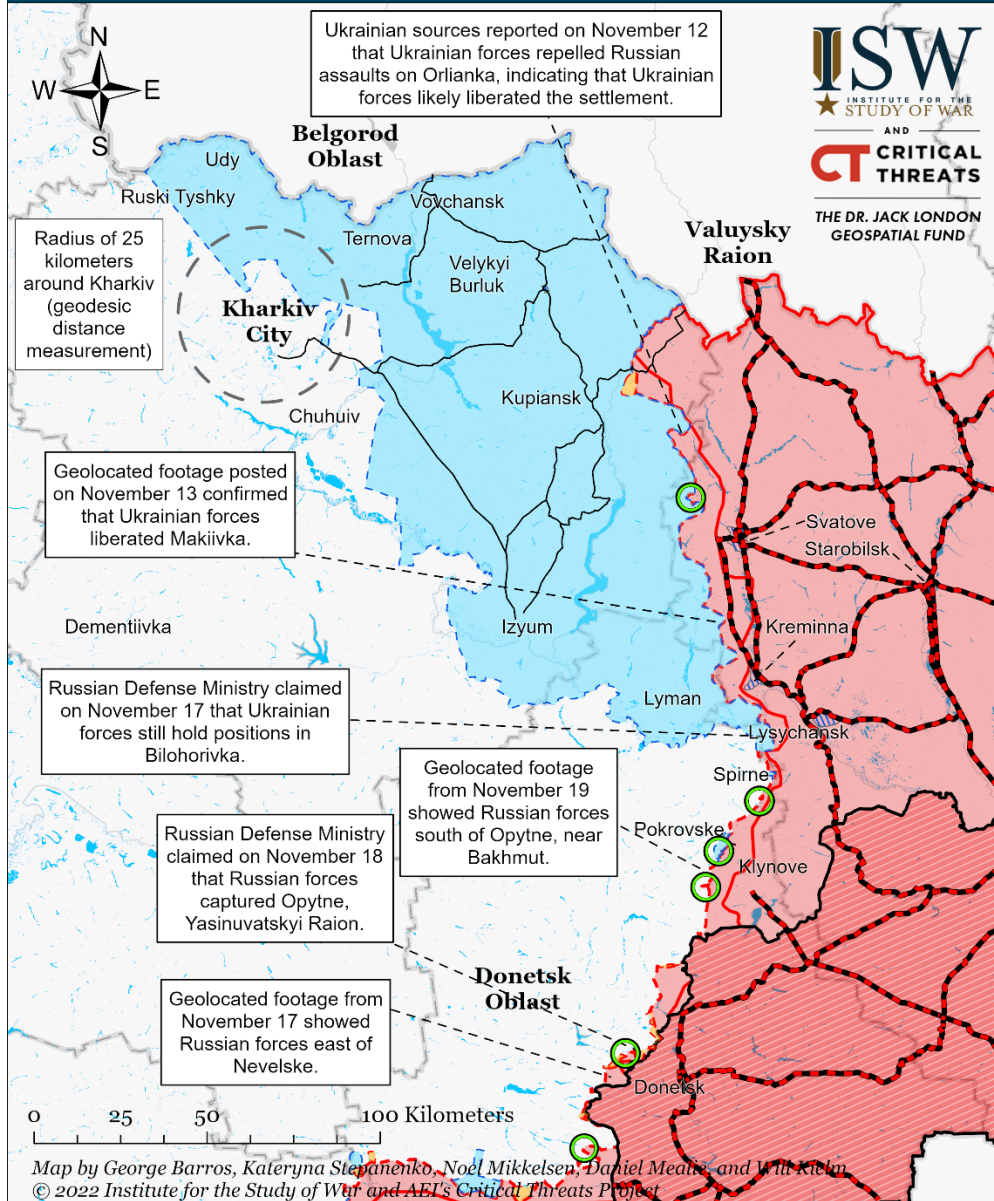 Ukrainian sources reported on November 12
that Ukrainian forces repelled Russian
assaults on Orlianka, indicating that Ukrainian
forces likely liberated the settlement.
ISW
INSTITUTE FOR THE
STUDY OF WAR
AND
CT CRITICAL
THREATS
THE DR. JACK LONDON
GEOSPATIAL FUND
N
W
E
S
Belgorod
Oblast
Udy
Ruski Tyshky
Vovchansk
Ternova
Valuysky
Raion
Radius of 25
kilometers
around Kharkiv
(geodesic
distance
measurement)
Velykyi
Burluk
Kharkiv
City
Kupiansk
Chuhuiv
Geolocated footage posted
on November 13 confirmed
that Ukrainian forces
liberated Makiivka.
Svatove
Starobilsk
Dementiivka
Izyum
Kreminna
Russian Defense Ministry claimed
on November 17 that Ukrainian
forces still hold positions in
Bilohorivka.
Lyman
Lysychansk
Geolocated footage
from November 19
showed Russian forces
south of Opytne, near
Bakhmut.
Spirne
Pokrovske
Klynove
Russian Defense Ministry
claimed on November 18
that Russian forces
captured Opytne,
Yasinuvatskyi Raion.
Donetsk
Oblast
Geolocated footage from
November 17 showed
Russian forces east of
Nevelske.
Donetsk
0 25 50 100 Kilometers
Map by George Barros, Kateryna Stepanenko, Noel Mikkelsen, Daniel Mealie, and Will Kielm
© 2022 Institute for the Study of War and AEI's Critical Threats Project